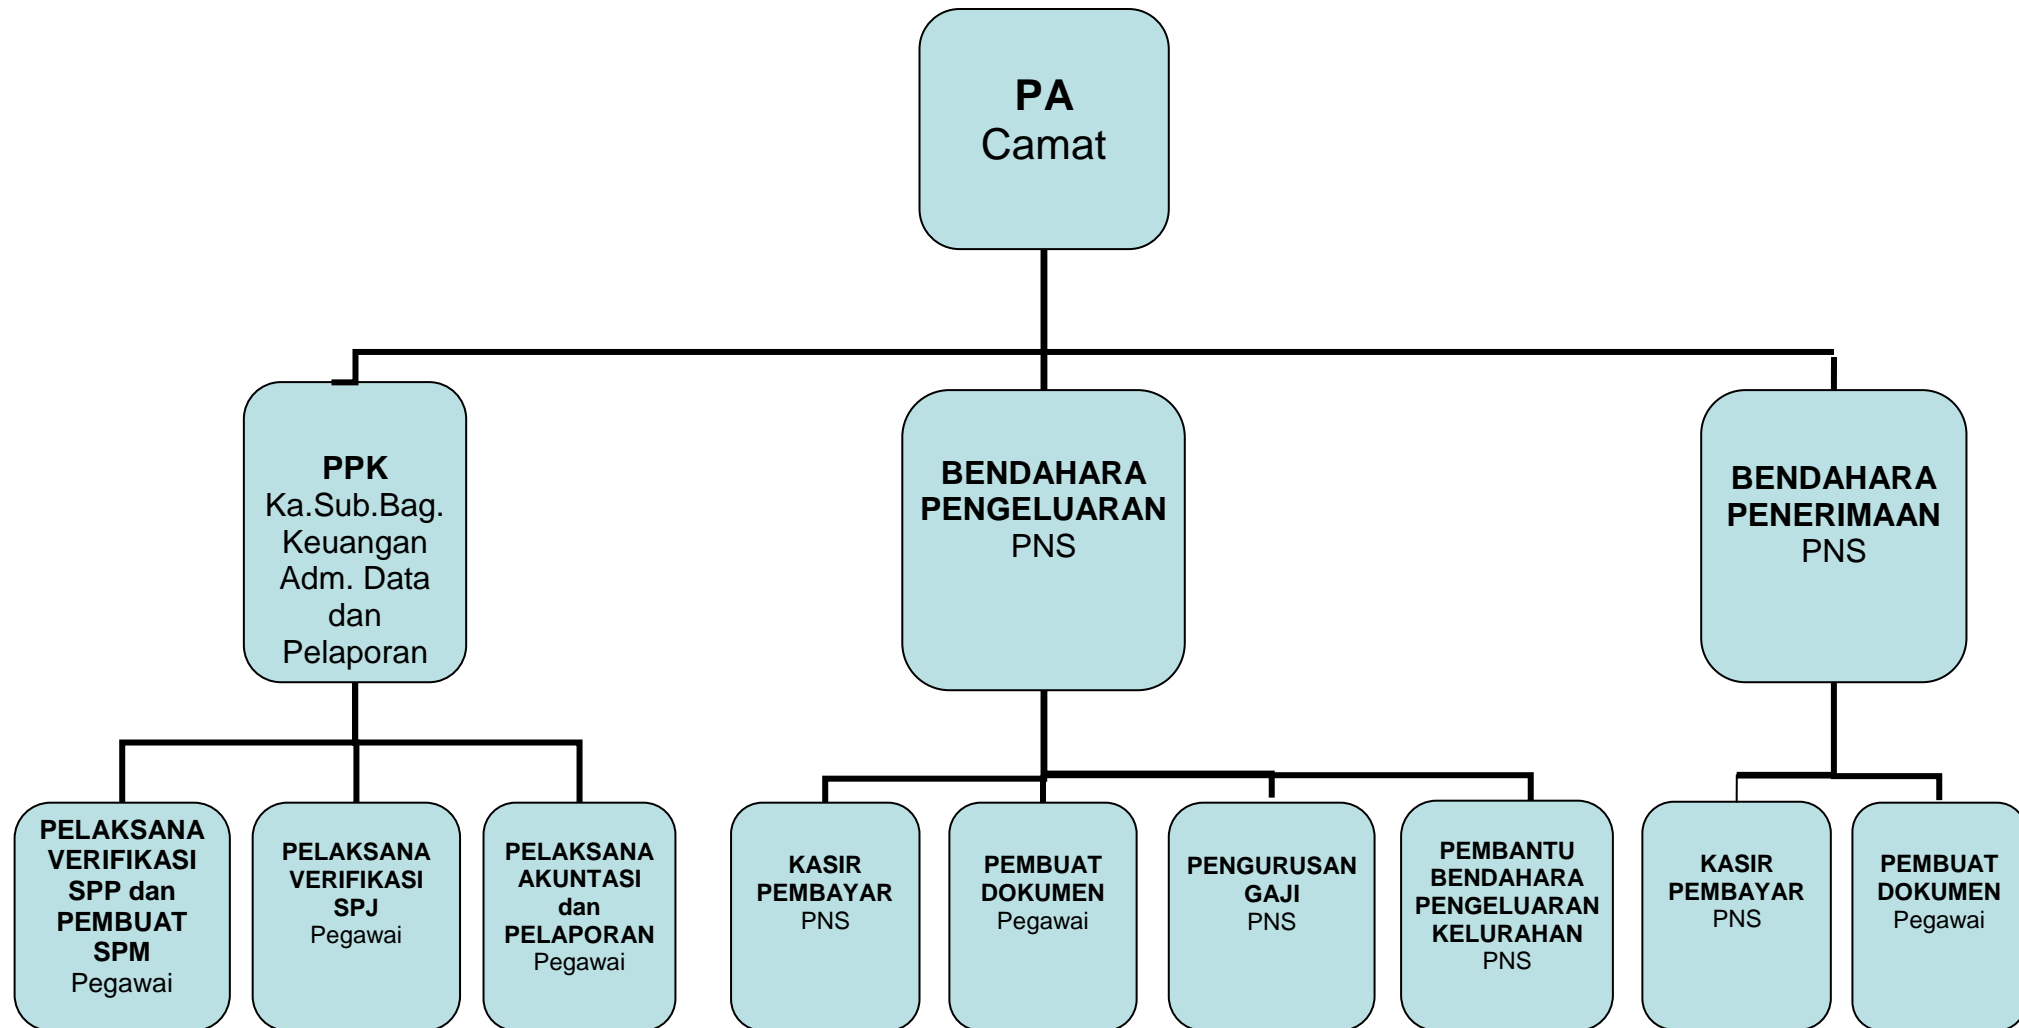 PA
Camat
PPK
Ka.Sub.Bag.
Keuangan
Adm. Data
dan
Pelaporan
BENDAHARA
PENGELUARAN
PNS
BENDAHARA
PENERIMAAN
PNS
PELAKSANA
VERIFIKASI
SPP dan
PEMBUAT
SPM
Pegawai
PELAKSANA
VERIFIKASI
SPJ
Pegawai
PELAKSANA
AKUNTASI
dan
PELAPORAN
Pegawai
KASIR
PEMBAYAR
PNS
PEMBUAT
DOKUMEN
Pegawai
PENGURUSAN
GAJI
PNS
PEMBANTU
BENDAHARA
PENGELUARAN
KELURAHAN
PNS
KASIR
PEMBAYAR
PNS
PEMBUAT
DOKUMEN
Pegawai